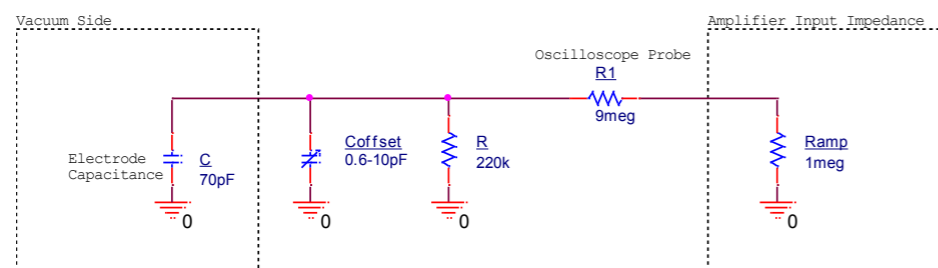 Vacuum Side
Amplifier Input Impedance
Oscilloscope Probe
R1
9meg
Electrode
Capacitance
C
70pF
Coffset
0.6-10pF
R
220k
Ramp
1meg
0
0
0
0